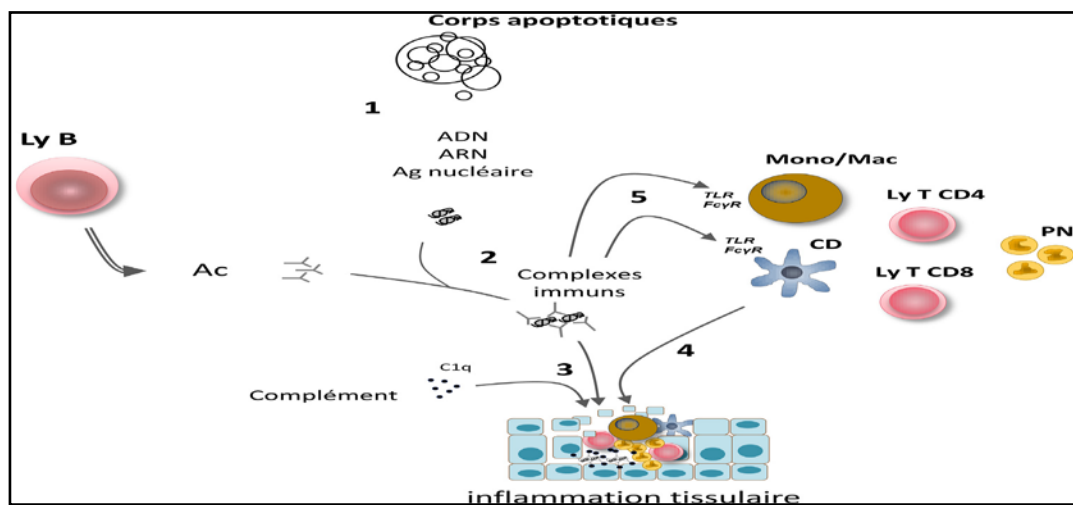 Corps apoptotiques
1
Ly B
ADN
ARN
Ag nucléaire
Mono/Mac
5
TLR
FcγR
Ly T CD4
PN
2
TLR
FcγR
CD
Ac
Complexes
immuns
Ly T CD8
3
4
C1q
Complément
inflammation tissulaire